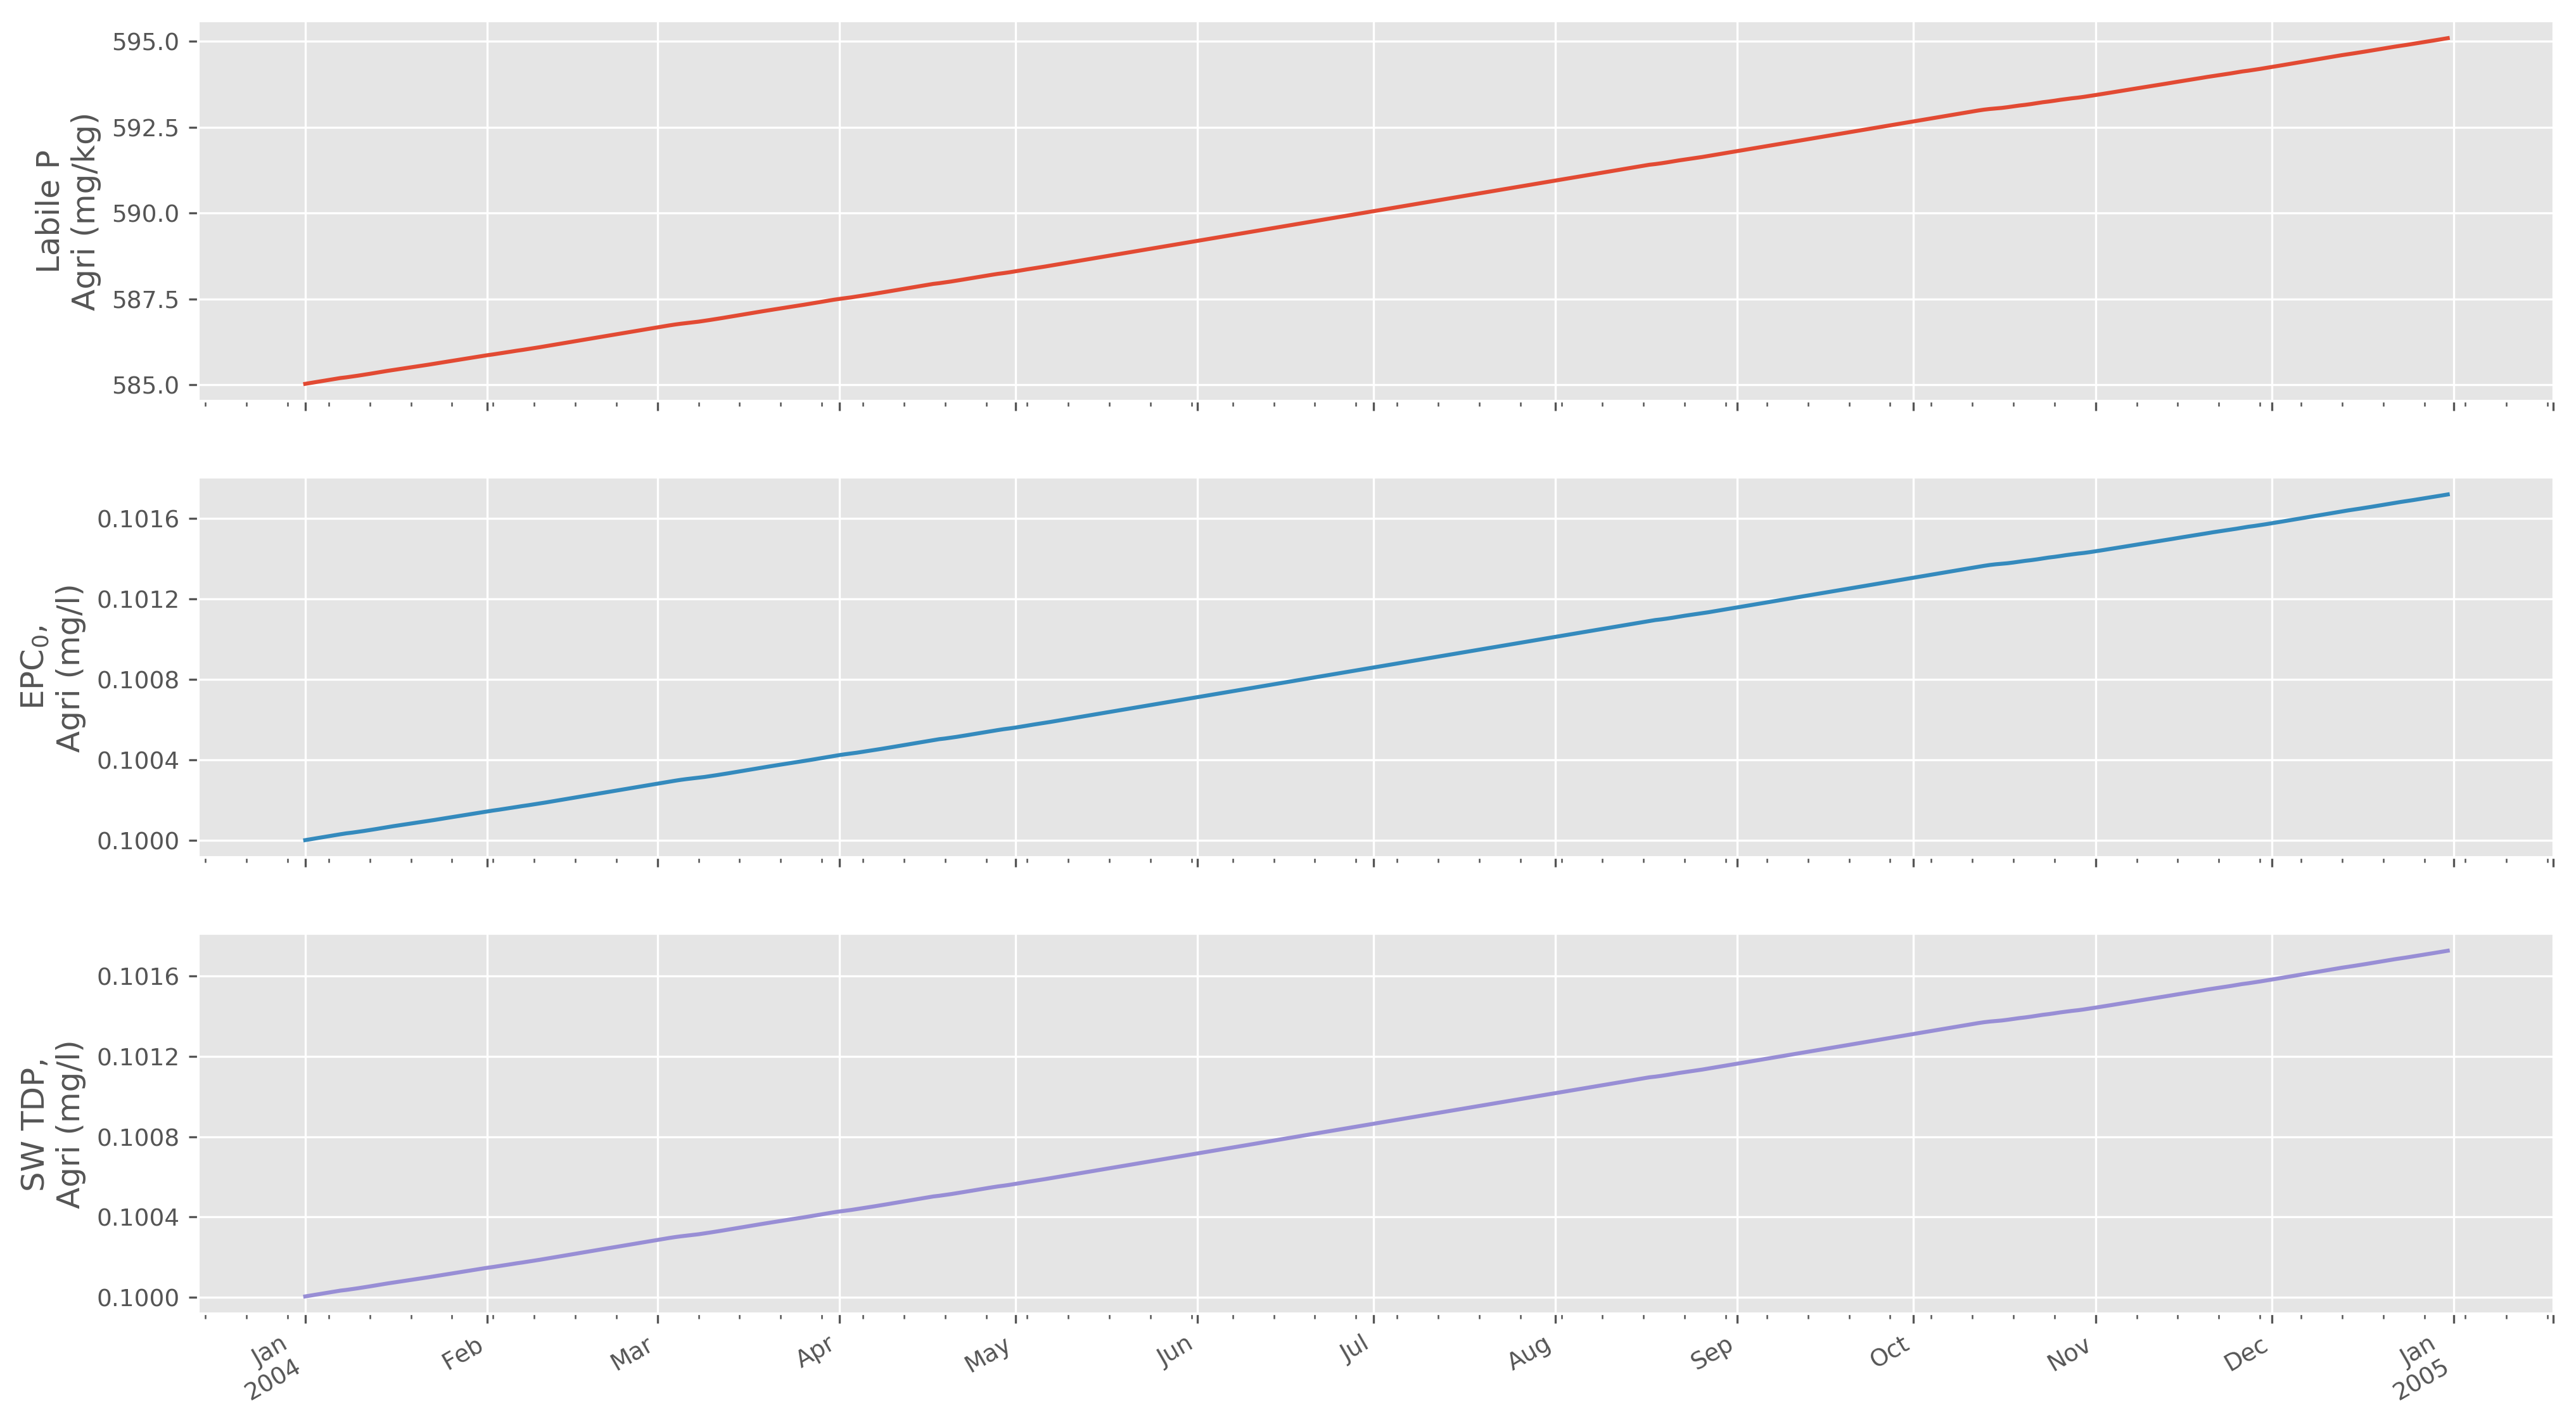 Labile P
Agri (mg/kg)
595.0
592.5
590.0
587.5
585.0
EPC₀,
Agri (mg/l)
0.1016
0.1012
0.1008
0.1004
0.1000
SW TDP,
Agri (mg/l)
0.1016
0.1012
0.1008
0.1004
0.1000
Jan
2004
Feb
Mar
Apr
May
Jun
Jul
Aug
Sep
Oct
Nov
Dec
Jan
2005